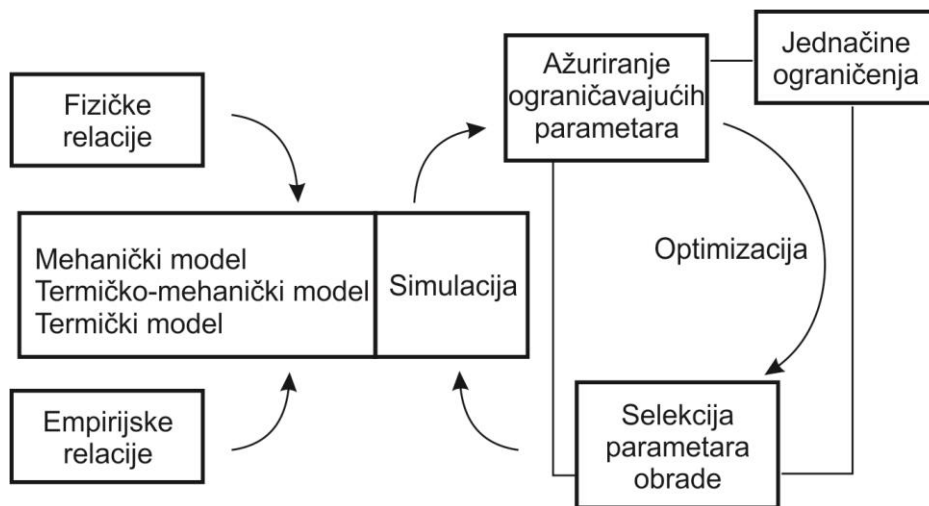 Fizičke
relacije
Mehanički model
Termičko-mehanički model
Termički model
Simulacija
Empirijske
relacije
Ažuriranje
ograničavajućih
parametara
Jednačine
ograničenja
Optimizacija
Selekcija
parametara
obrade